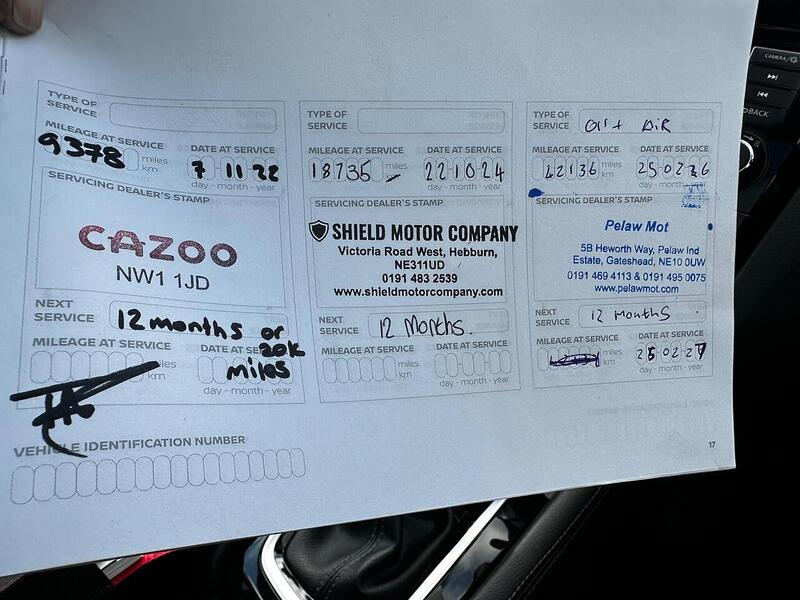 TYPE OF
SERVICE
MILEAGE AT SERVICE
9378
miles
km
DATE AT SERVICE
7 11 22
day - month - year
SERVICING DEALER'S STAMP
CAZOO
NW1 1JD
NEXT
SERVICE
12 months or
20k
miles
MILEAGE AT SERVICE
miles
km
DATE AT SERVICE
day - month - year
TYPE OF
SERVICE
MILEAGE AT SERVICE
18735
miles
km
DATE AT SERVICE
22 10 24
day - month - year
SERVICING DEALER'S STAMP
SHIELD MOTOR COMPANY
Victoria Road West, Hebburn,
NE311UD
0191 483 2539
www.shieldmotorcompany.com
NEXT
SERVICE
12 Months.
MILEAGE AT SERVICE
miles
km
DATE AT SERVICE
day - month - year
TYPE OF
SERVICE
Oil + AiR
MILEAGE AT SERVICE
42136
miles
km
DATE AT SERVICE
25 02 26
day - month - year
SERVICING DEALER'S STAMP
Pelaw Mot
5B Heworth Way, Pelaw Ind
Estate, Gateshead, NE10 0UW
0191 469 4113 & 0191 495 0075
www.pelawmot.com
NEXT
SERVICE
12 Months
MILEAGE AT SERVICE
miles
km
DATE AT SERVICE
25 02 27
day - month - year
VEHICLE IDENTIFICATION NUMBER
17
CAMERA